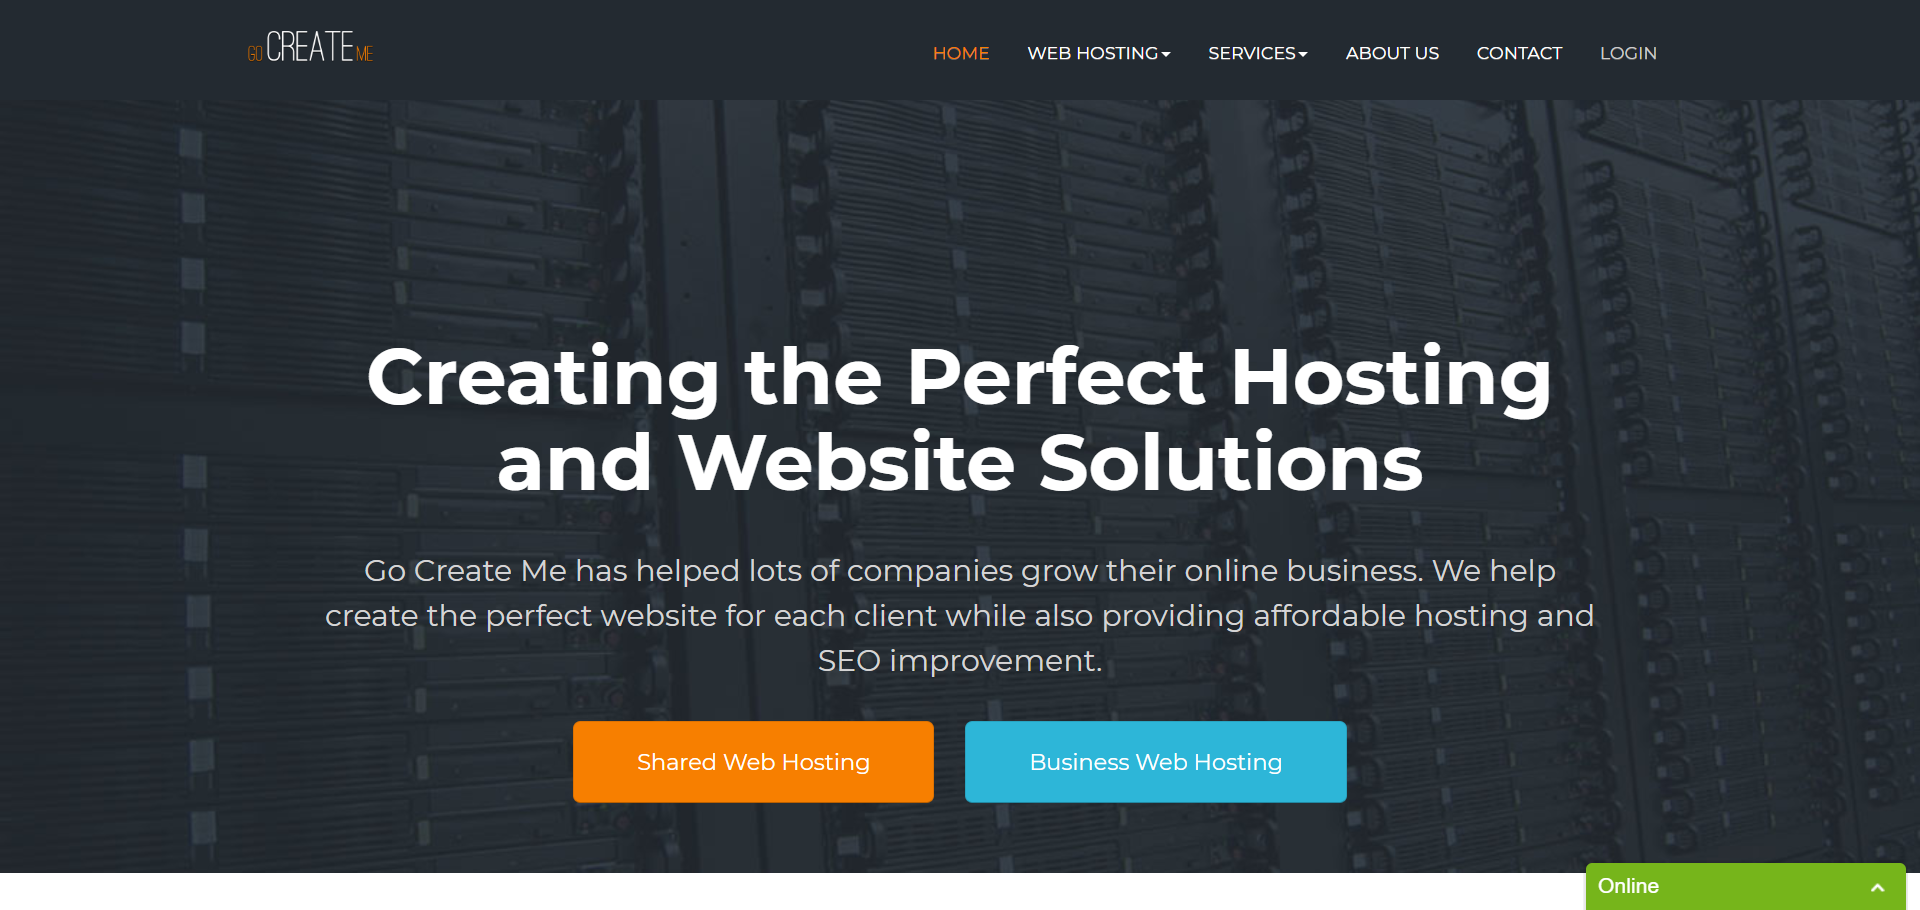 GO CREATE ME
HOME WEB HOSTING SERVICES ABOUT US CONTACT LOGIN
Creating the Perfect Hosting
and Website Solutions
Go Create Me has helped lots of companies grow their online business. We help
create the perfect website for each client while also providing affordable hosting and
SEO improvement.
Shared Web Hosting
Business Web Hosting
Online